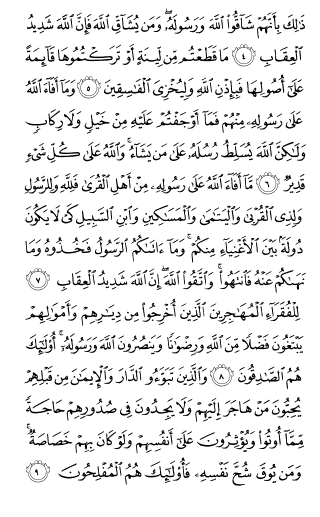 ذَٰلِكَ بِأَنَّهُمْ شَاقُّوا۟ ٱللَّهَ وَرَسُولَهُۥ ۖ وَمَن يُشَآقِّ ٱللَّهَ فَإِنَّ ٱللَّهَ شَدِيدُ
ٱلْعِقَابِ ٤ مَا قَطَعْتُم مِّن لِّينَةٍ أَوْ تَرَكْتُمُوهَا قَآئِمَةً
عَلَىٰٓ أُصُولِهَا فَبِإِذْنِ ٱللَّهِ وَلِيُخْزِىَ ٱلْفَٰسِقِينَ ٥ وَمَآ أَفَآءَ ٱللَّهُ
عَلَىٰ رَسُولِهِۦ مِنْهُمْ فَمَآ أَوْجَفْتُمْ عَلَيْهِ مِنْ خَيْلٍ وَلَا رِكَابٍ
وَلَٰكِنَّ ٱللَّهَ يُسَلِّطُ رُسُلَهُۥ عَلَىٰ مَن يَشَآءُ ۚ وَٱللَّهُ عَلَىٰ كُلِّ شَىْءٍ
قَدِيرٌ ٦ مَّآ أَفَآءَ ٱللَّهُ عَلَىٰ رَسُولِهِۦ مِنْ أَهْلِ ٱلْقُرَىٰ فَلِلَّهِ وَلِلرَّسُولِ
وَلِذِى ٱلْقُرْبَىٰ وَٱلْيَتَٰمَىٰ وَٱلْمَسَٰكِينِ وَٱبْنِ ٱلسَّبِيلِ كَىْ لَا يَكُونَ
دُولَةًۢ بَيْنَ ٱلْأَغْنِيَآءِ مِنكُمْ ۚ وَمَآ ءَاتَىٰكُمُ ٱلرَّسُولُ فَخُذُوهُ وَمَا
نَهَىٰكُمْ عَنْهُ فَٱنتَهُوا۟ ۚ وَٱتَّقُوا۟ ٱللَّهَ ۖ إِنَّ ٱللَّهَ شَدِيدُ ٱلْعِقَابِ ٧
لِلْفُقَرَآءِ ٱلْمُهَٰجِرِينَ ٱلَّذِينَ أُخْرِجُوا۟ مِن دِيَٰرِهِمْ وَأَمْوَٰلِهِمْ
يَبْتَغُونَ فَضْلًا مِّنَ ٱللَّهِ وَرِضْوَٰنًا وَيَنصُرُونَ ٱللَّهَ وَرَسُولَهُۥٓ ۚ أُو۟لَٰٓئِكَ
هُمُ ٱلصَّٰدِقُونَ ٨ وَٱلَّذِينَ تَبَوَّءُو ٱلدَّارَ وَٱلْإِيمَٰنَ مِن قَبْلِهِمْ
يُحِبُّونَ مَنْ هَاجَرَ إِلَيْهِمْ وَلَا يَجِدُونَ فِى صُدُورِهِمْ حَاجَةً
مِّمَّآ أُوتُوا۟ وَيُؤْثِرُونَ عَلَىٰٓ أَنفُسِهِمْ وَلَوْ كَانَ بِهِمْ خَصَاصَةٌ ۚ
وَمَن يُوقَ شُحَّ نَفْسِهِۦ فَأُو۟لَٰٓئِكَ هُمُ ٱلْمُفْلِحُونَ ٩